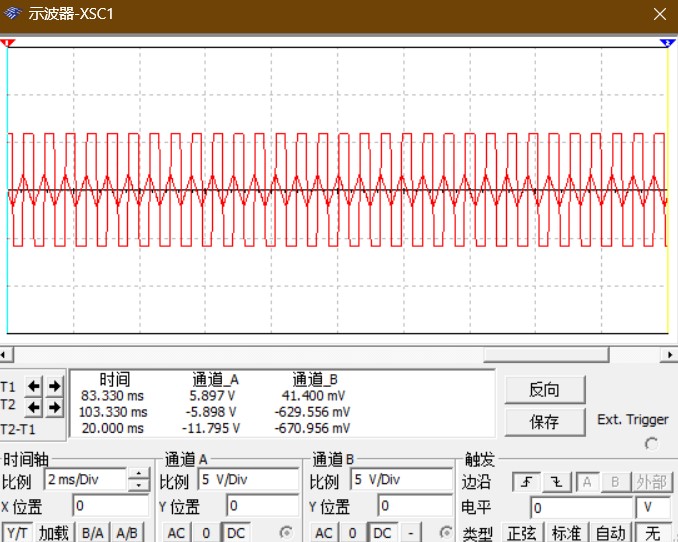 示波器-XSC1
1
2
T1
T2
T2-T1
时间 通道_A 通道_B
83.330 ms 5.897 V 41.400 mV
103.330 ms -5.898 V -629.556 mV
20.000 ms -11.795 V -670.956 mV
反向
保存
Ext. Trigger
时间轴
比例 2 ms/Div
X 位置 0
Y/T 加载 B/A A/B
通道 A
比例 5 V/Div
Y 位置 0
AC 0 DC
通道 B
比例 5 V/Div
Y 位置 0
AC 0 DC -
触发
边沿 A B 外部
电平 0 V
类型 正弦 标准 自动 无